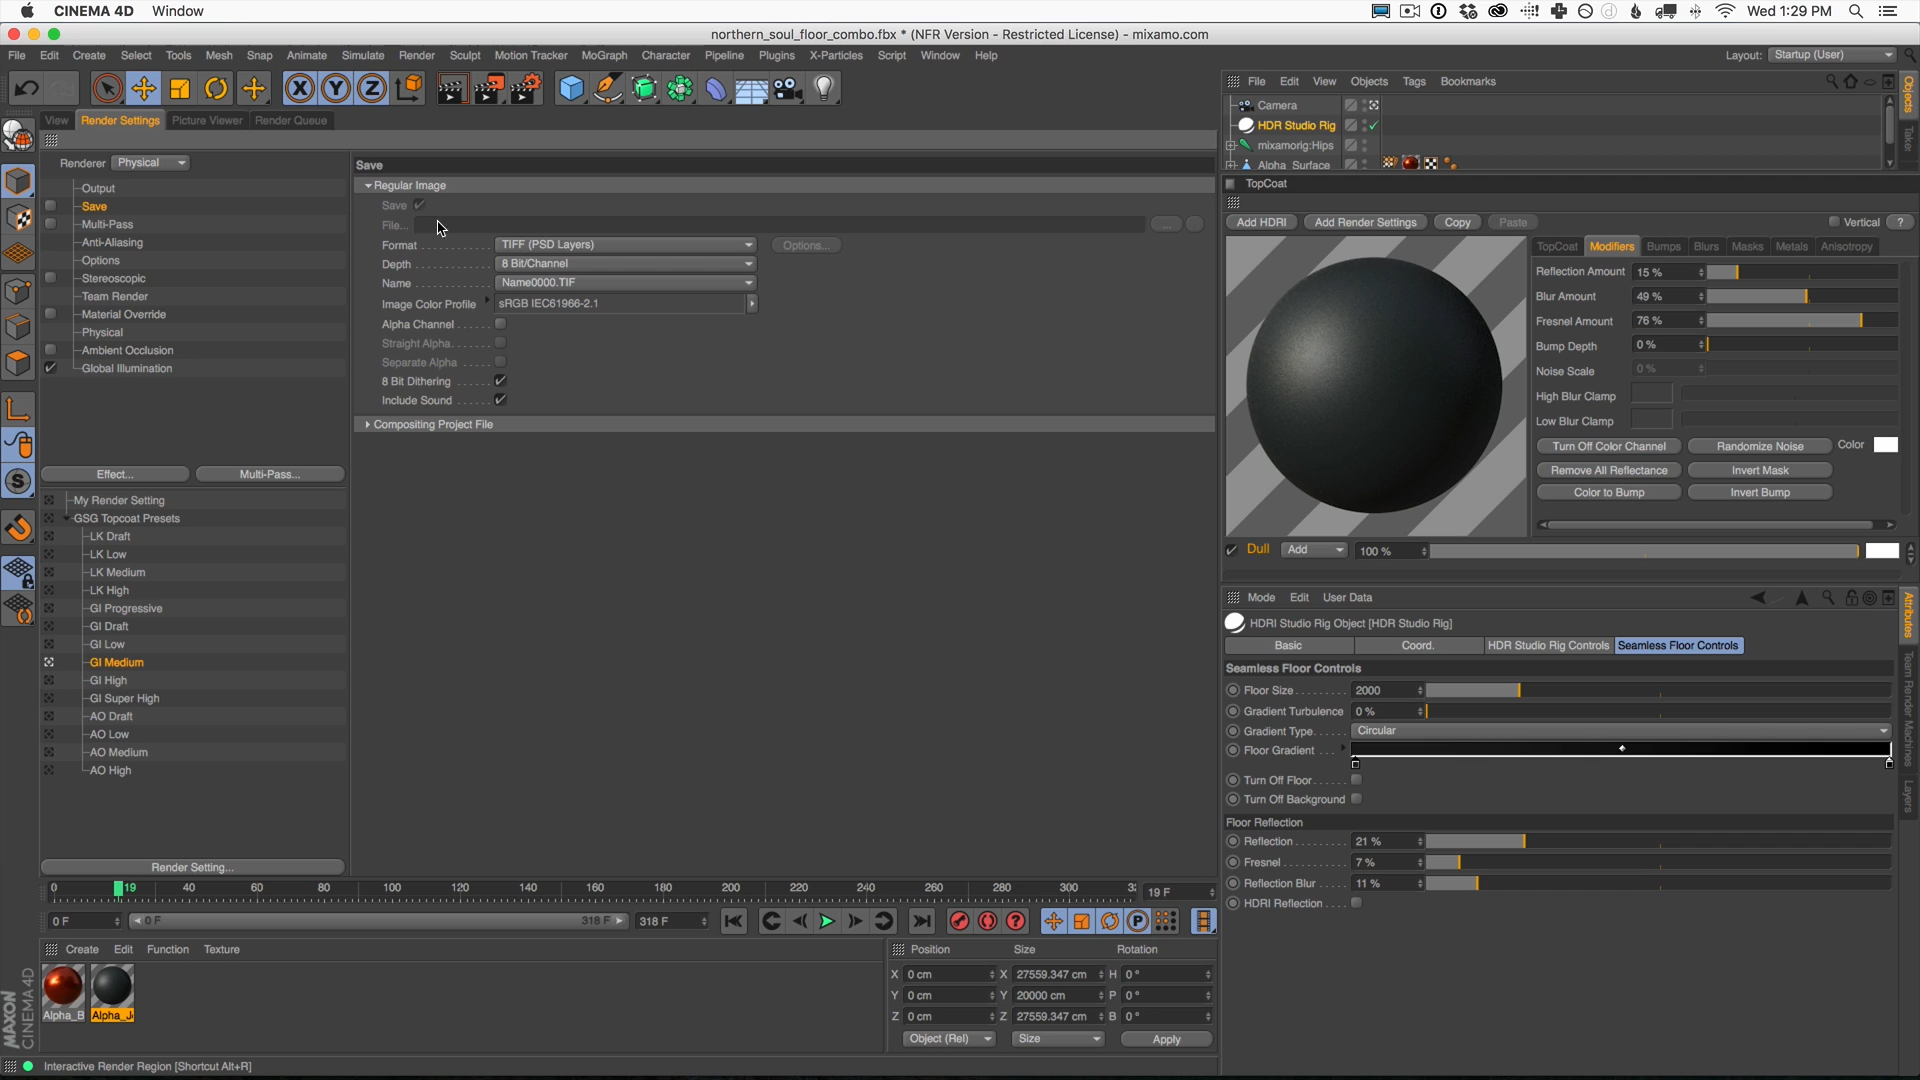 CINEMA 4D Window
Wed 1:29 PM
northern_soul_floor_combo.fbx * (NFR Version - Restricted License) - mixamo.com
File Edit Create Select Tools Mesh Snap Animate Simulate Render Sculpt Motion Tracker MoGraph Character Pipeline Plugins X-Particles Script Window Help
Layout: Startup (User)
File Edit View Objects Tags Bookmarks
Camera
HDR Studio Rig
mixamorig:Hips
Alpha_Surface
Objects
Takes
View Render Settings Picture Viewer Render Queue
Renderer Physical
Output
Save
Multi-Pass
Anti-Aliasing
Options
Stereoscopic
Team Render
Material Override
Physical
Ambient Occlusion
Global Illumination
Effect... Multi-Pass...
My Render Setting
GSG Topcoat Presets
LK Draft
LK Low
LK Medium
LK High
GI Progressive
GI Draft
GI Low
GI Medium
GI High
GI Super High
AO Draft
AO Low
AO Medium
AO High
Render Setting...
Save
Regular Image
Save
File...
Format TIFF (PSD Layers) Options...
Depth 8 Bit/Channel
Name Name0000.TIF
Image Color Profile sRGB IEC61966-2.1
Alpha Channel
Straight Alpha
Separate Alpha
8 Bit Dithering
Include Sound
Compositing Project File
TopCoat
Add HDRI Add Render Settings Copy Paste Vertical ?
TopCoat Modifiers Bumps Blurs Masks Metals Anisotropy
Reflection Amount 15 %
Blur Amount 49 %
Fresnel Amount 76 %
Bump Depth 0 %
Noise Scale 0 %
High Blur Clamp
Low Blur Clamp
Turn Off Color Channel Randomize Noise Color
Remove All Reflectance Invert Mask
Color to Bump Invert Bump
Dull Add 100 %
Mode Edit User Data
HDRI Studio Rig Object [HDR Studio Rig]
Basic Coord. HDR Studio Rig Controls Seamless Floor Controls
Seamless Floor Controls
Floor Size 2000
Gradient Turbulence 0 %
Gradient Type Circular
Floor Gradient
Turn Off Floor
Turn Off Background
Floor Reflection
Reflection 21 %
Fresnel 7 %
Reflection Blur 11 %
HDRI Reflection
Attributes
Team Render Machines
Layers
0 19 40 60 80 100 120 140 160 180 200 220 240 260 280 300 19 F
0 F 0 F 318 F 318 F
Create Edit Function Texture
Alpha_B Alpha_J
Position Size Rotation
X 0 cm X 27559.347 cm H 0 °
Y 0 cm Y 20000 cm P 0 °
Z 0 cm Z 27559.347 cm B 0 °
Object (Rel) Size Apply
MAXON
CINEMA 4D
Interactive Render Region [Shortcut Alt+R]